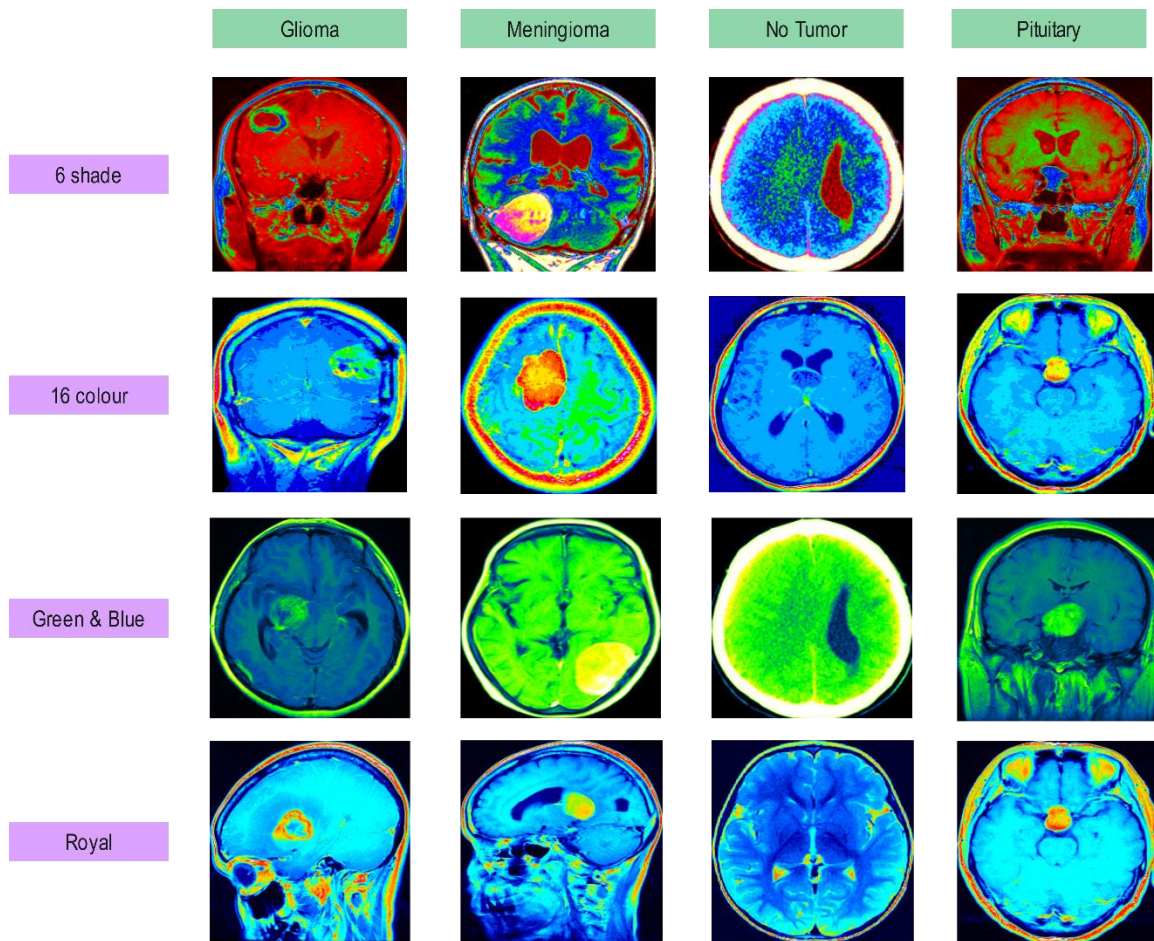 Glioma
Meningioma
No Tumor
Pituitary
6 shade
16 colour
Green & Blue
Royal